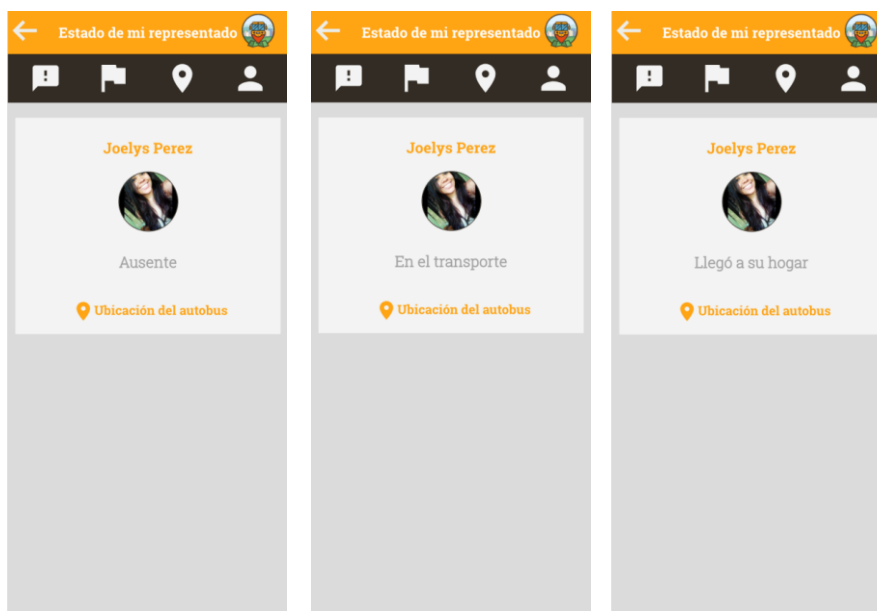 Estado de mi representado
Joelys Perez
Ausente
Ubicación del autobus
Estado de mi representado
Joelys Perez
En el transporte
Ubicación del autobus
Estado de mi representado
Joelys Perez
Llegó a su hogar
Ubicación del autobus